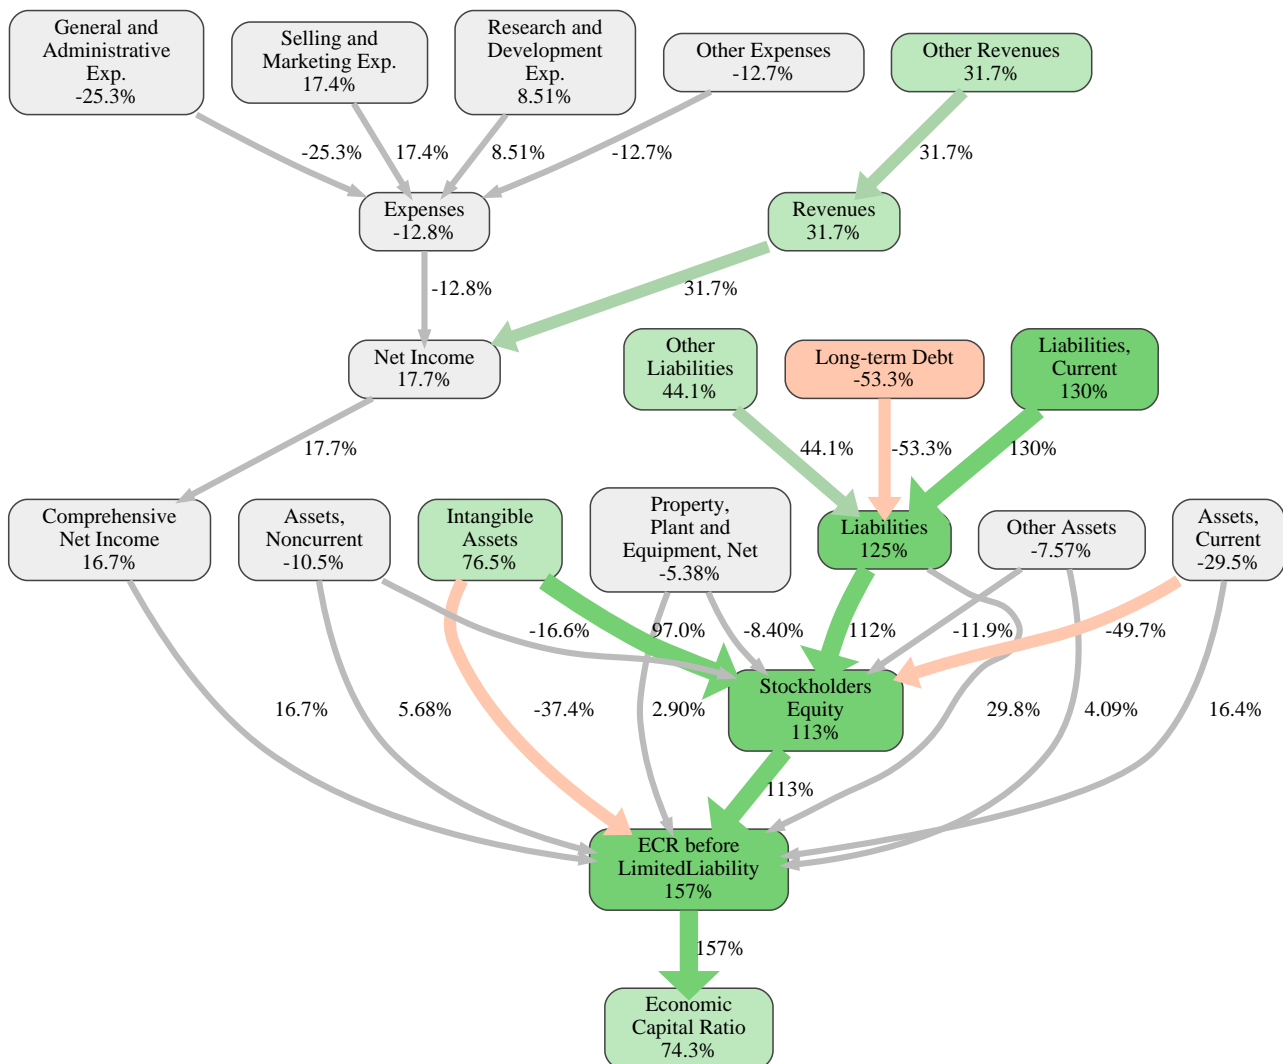 General and
Administrative
Exp.
-25.3%
Selling and
Marketing Exp.
17.4%
Research and
Development
Exp.
8.51%
Other Expenses
-12.7%
Other Revenues
31.7%
-25.3%
17.4%
8.51%
-12.7%
31.7%
Expenses
-12.8%
Revenues
31.7%
-12.8%
31.7%
Net Income
17.7%
Other
Liabilities
44.1%
Long-term Debt
-53.3%
Liabilities,
Current
130%
17.7%
44.1%
-53.3%
130%
Comprehensive
Net Income
16.7%
Assets,
Noncurrent
-10.5%
Intangible
Assets
76.5%
Property,
Plant and
Equipment, Net
-5.38%
Liabilities
125%
Other Assets
-7.57%
Assets,
Current
-29.5%
-16.6%
97.0%
-8.40%
112%
-11.9%
-49.7%
Stockholders
Equity
113%
16.7%
5.68%
-37.4%
2.90%
29.8%
4.09%
16.4%
113%
ECR before
LimitedLiability
157%
157%
Economic
Capital Ratio
74.3%